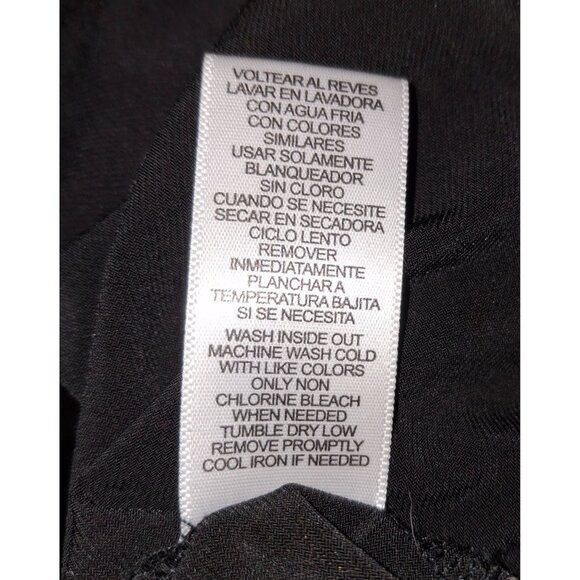 VOLTEAR AL REVES
LAVAR EN LAVADORA
CON AGUA FRIA
CON COLORES
SIMILARES
USAR SOLAMENTE
BLANQUEADOR
SIN CLORO
CUANDO SE NECESITE
SECAR EN SECADORA
CICLO LENTO
REMOVER
INMEDIATAMENTE
PLANCHAR A
TEMPERATURA BAJITA
SI SE NECESITA
WASH INSIDE OUT
MACHINE WASH COLD
WITH LIKE COLORS
ONLY NON
CHLORINE BLEACH
WHEN NEEDED
TUMBLE DRY LOW
REMOVE PROMPTLY
COOL IRON IF NEEDED